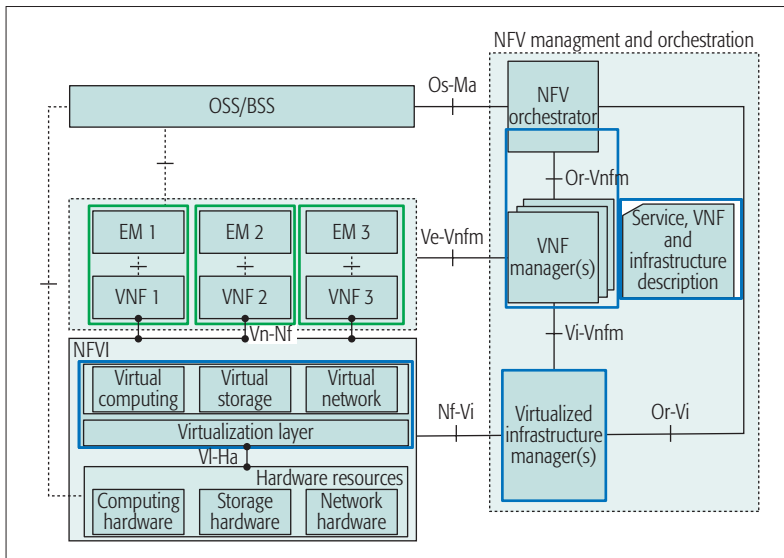 NFV managment and orchestration
OSS/BSS
Os-Ma
NFV
orchestrator
Or-Vnfm
EM 1
EM 2
EM 3
VNF 1
VNF 2
VNF 3
Ve-Vnfm
VNF
manager(s)
Service, VNF
and
infrastructure
description
Vn-Nf
Vi-Vnfm
NFVI
Virtual
computing
Virtual
storage
Virtual
network
Virtualization layer
Nf-Vi
Virtualized
infrastructure
manager(s)
Or-Vi
Vl-Ha
Hardware resources
Computing
hardware
Storage
hardware
Network
hardware